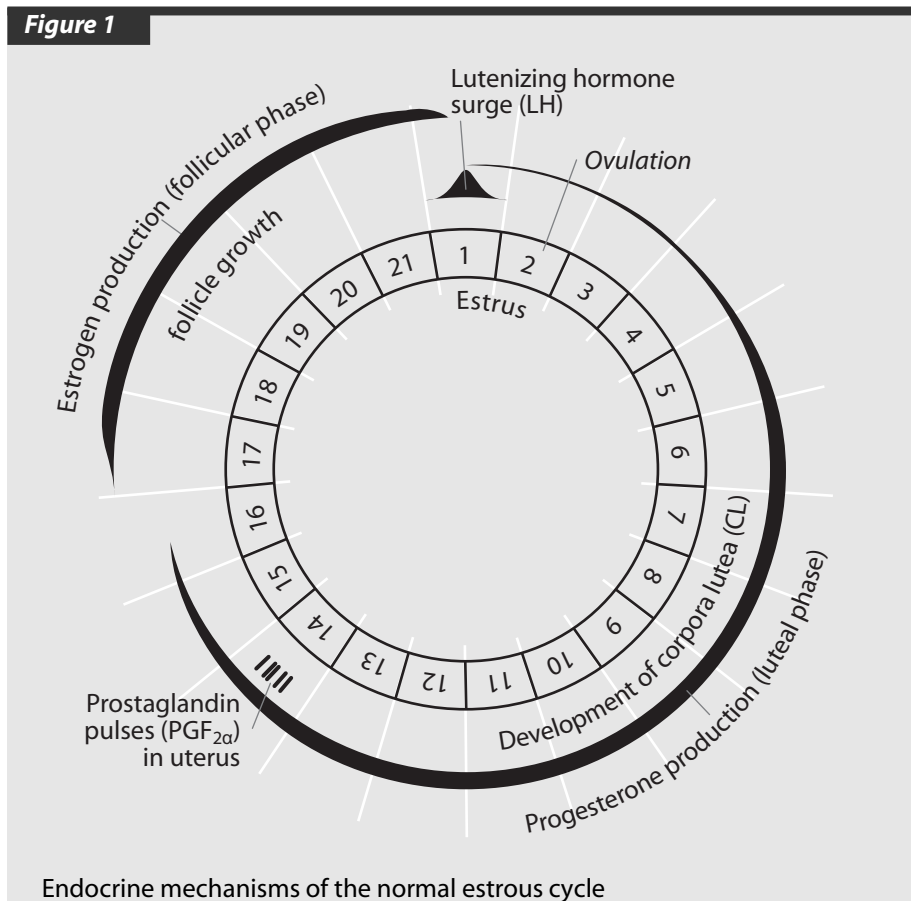 Figure 1
Lutenizing hormone
surge (LH)
Ovulation
Estrogen production (follicular phase)
follicle growth
1
2
3
4
5
6
7
8
9
10
11
12
13
14
15
16
17
18
19
20
21
Estrus
Development of corpora lutea (CL)
Progesterone production (luteal phase)
Prostaglandin
pulses (PGF2α)
in uterus
Endocrine mechanisms of the normal estrous cycle